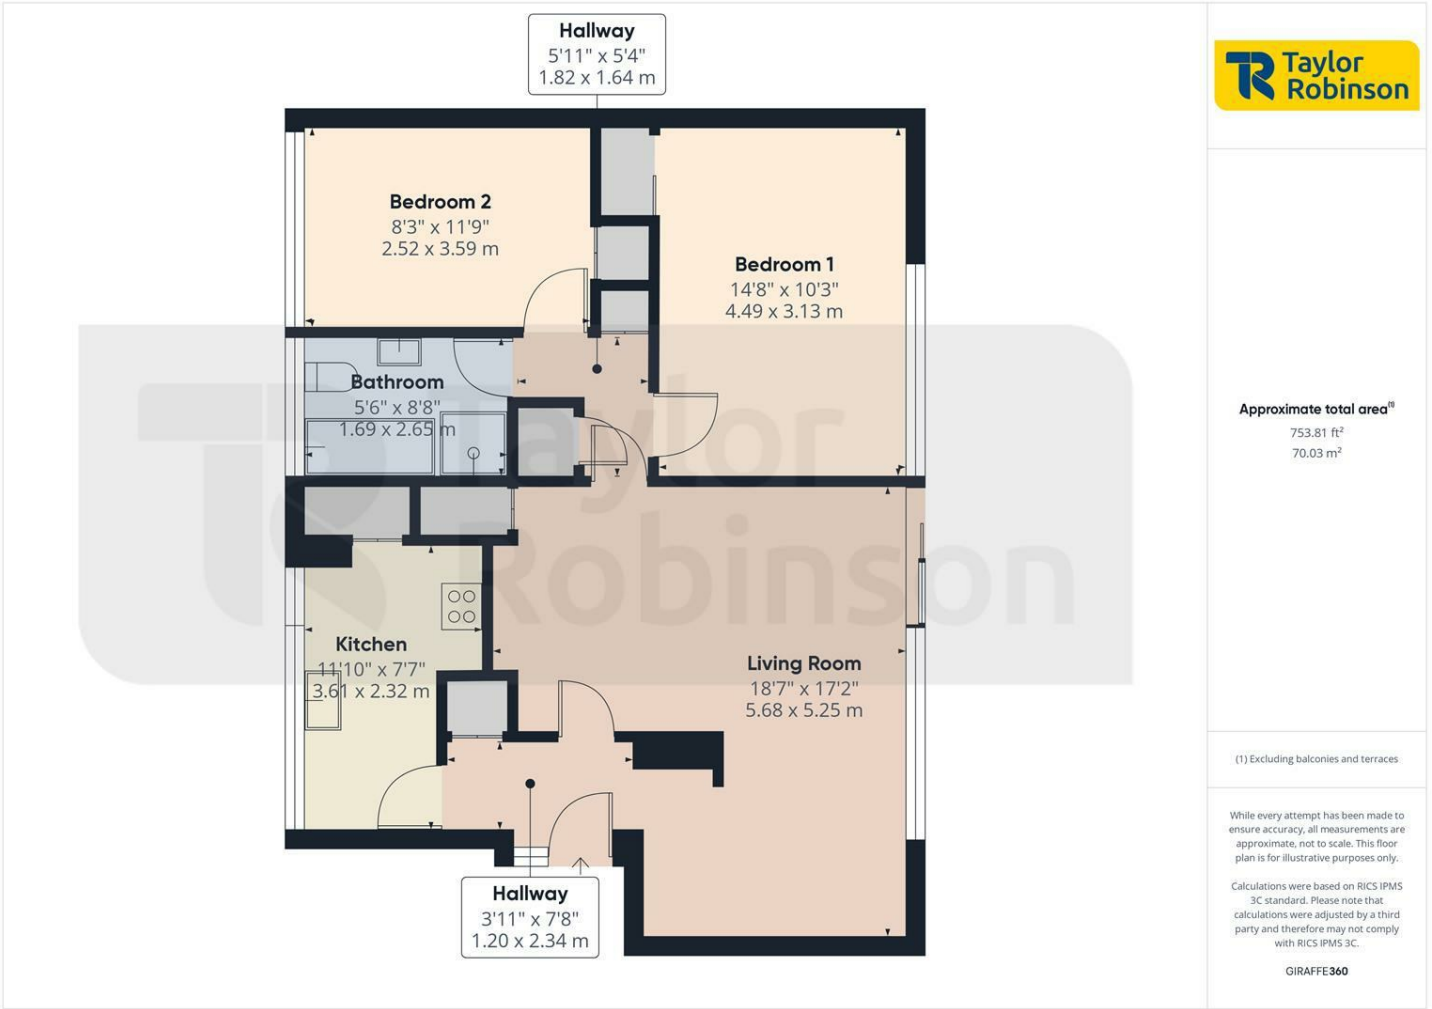 Hallway
5'11" x 5'4"
1.82 x 1.64 m
Taylor
Robinson
Bedroom 2
8'3" x 11'9"
2.52 x 3.59 m
Bedroom 1
14'8" x 10'3"
4.49 x 3.13 m
Bathroom
5'6" x 8'8"
1.69 x 2.65 m
Taylor
Robinson
Kitchen
11'10" x 7'7"
3.61 x 2.32 m
Living Room
18'7" x 17'2"
5.68 x 5.25 m
Hallway
3'11" x 7'8"
1.20 x 2.34 m
Approximate total area(1)
753.81 ft²
70.03 m²
(1) Excluding balconies and terraces
While every attempt has been made to
ensure accuracy, all measurements are
approximate, not to scale. This floor
plan is for illustrative purposes only.
Calculations were based on RICS IPMS
3C standard. Please note that
calculations were adjusted by a third
party and therefore may not comply
with RICS IPMS 3C.
GIRAFFE360